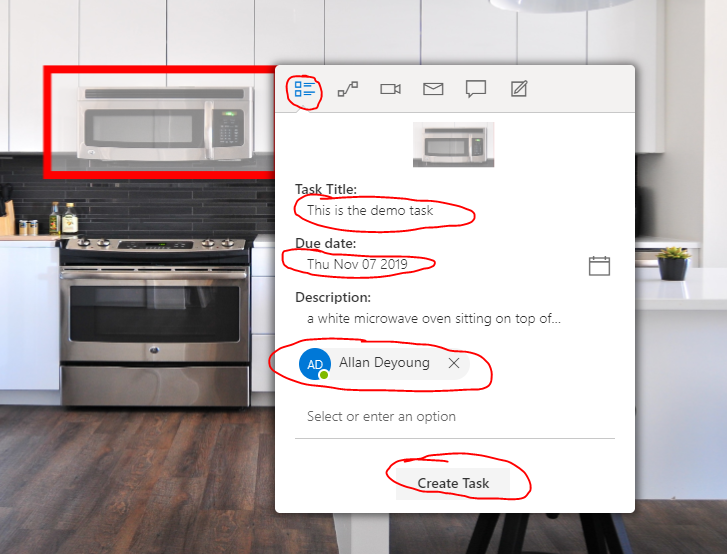 Task Title:
This is the demo task
Due date:
Thu Nov 07 2019
Description:
a white microwave oven sitting on top of...
AD
Allan Deyoung
Select or enter an option
Create Task